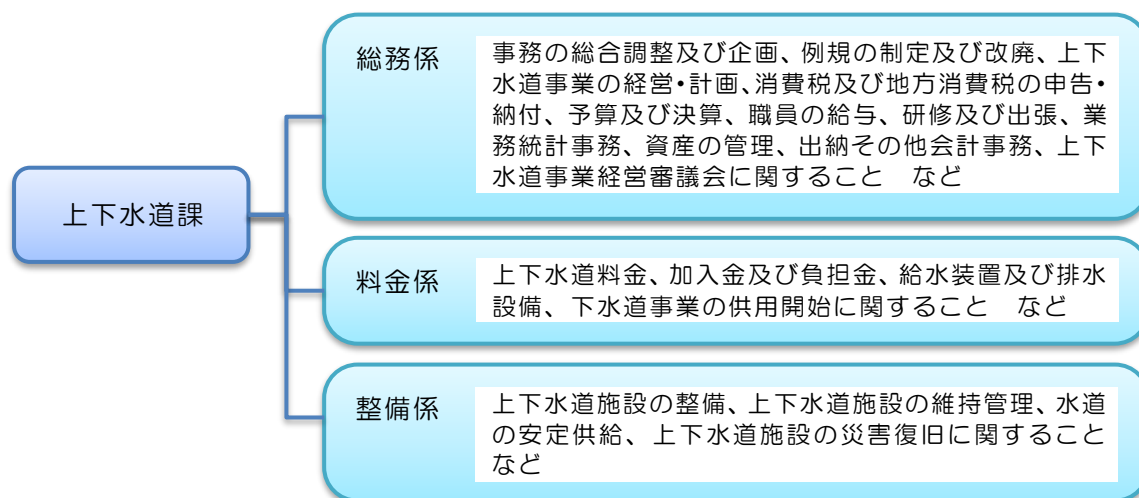 上下水道課
総務係
事務の総合調整及び企画、例規の制定及び改廃、上下
水道事業の経営・計画、消費税及び地方消費税の申告・
納付、予算及び決算、職員の給与、研修及び出張、業
務統計事務、資産の管理、出納その他会計事務、上下
水道事業経営審議会に関すること　など
料金係
上下水道料金、加入金及び負担金、給水装置及び排水
設備、下水道事業の供用開始に関すること　など
整備係
上下水道施設の整備、上下水道施設の維持管理、水道
の安定供給、上下水道施設の災害復旧に関すること
など